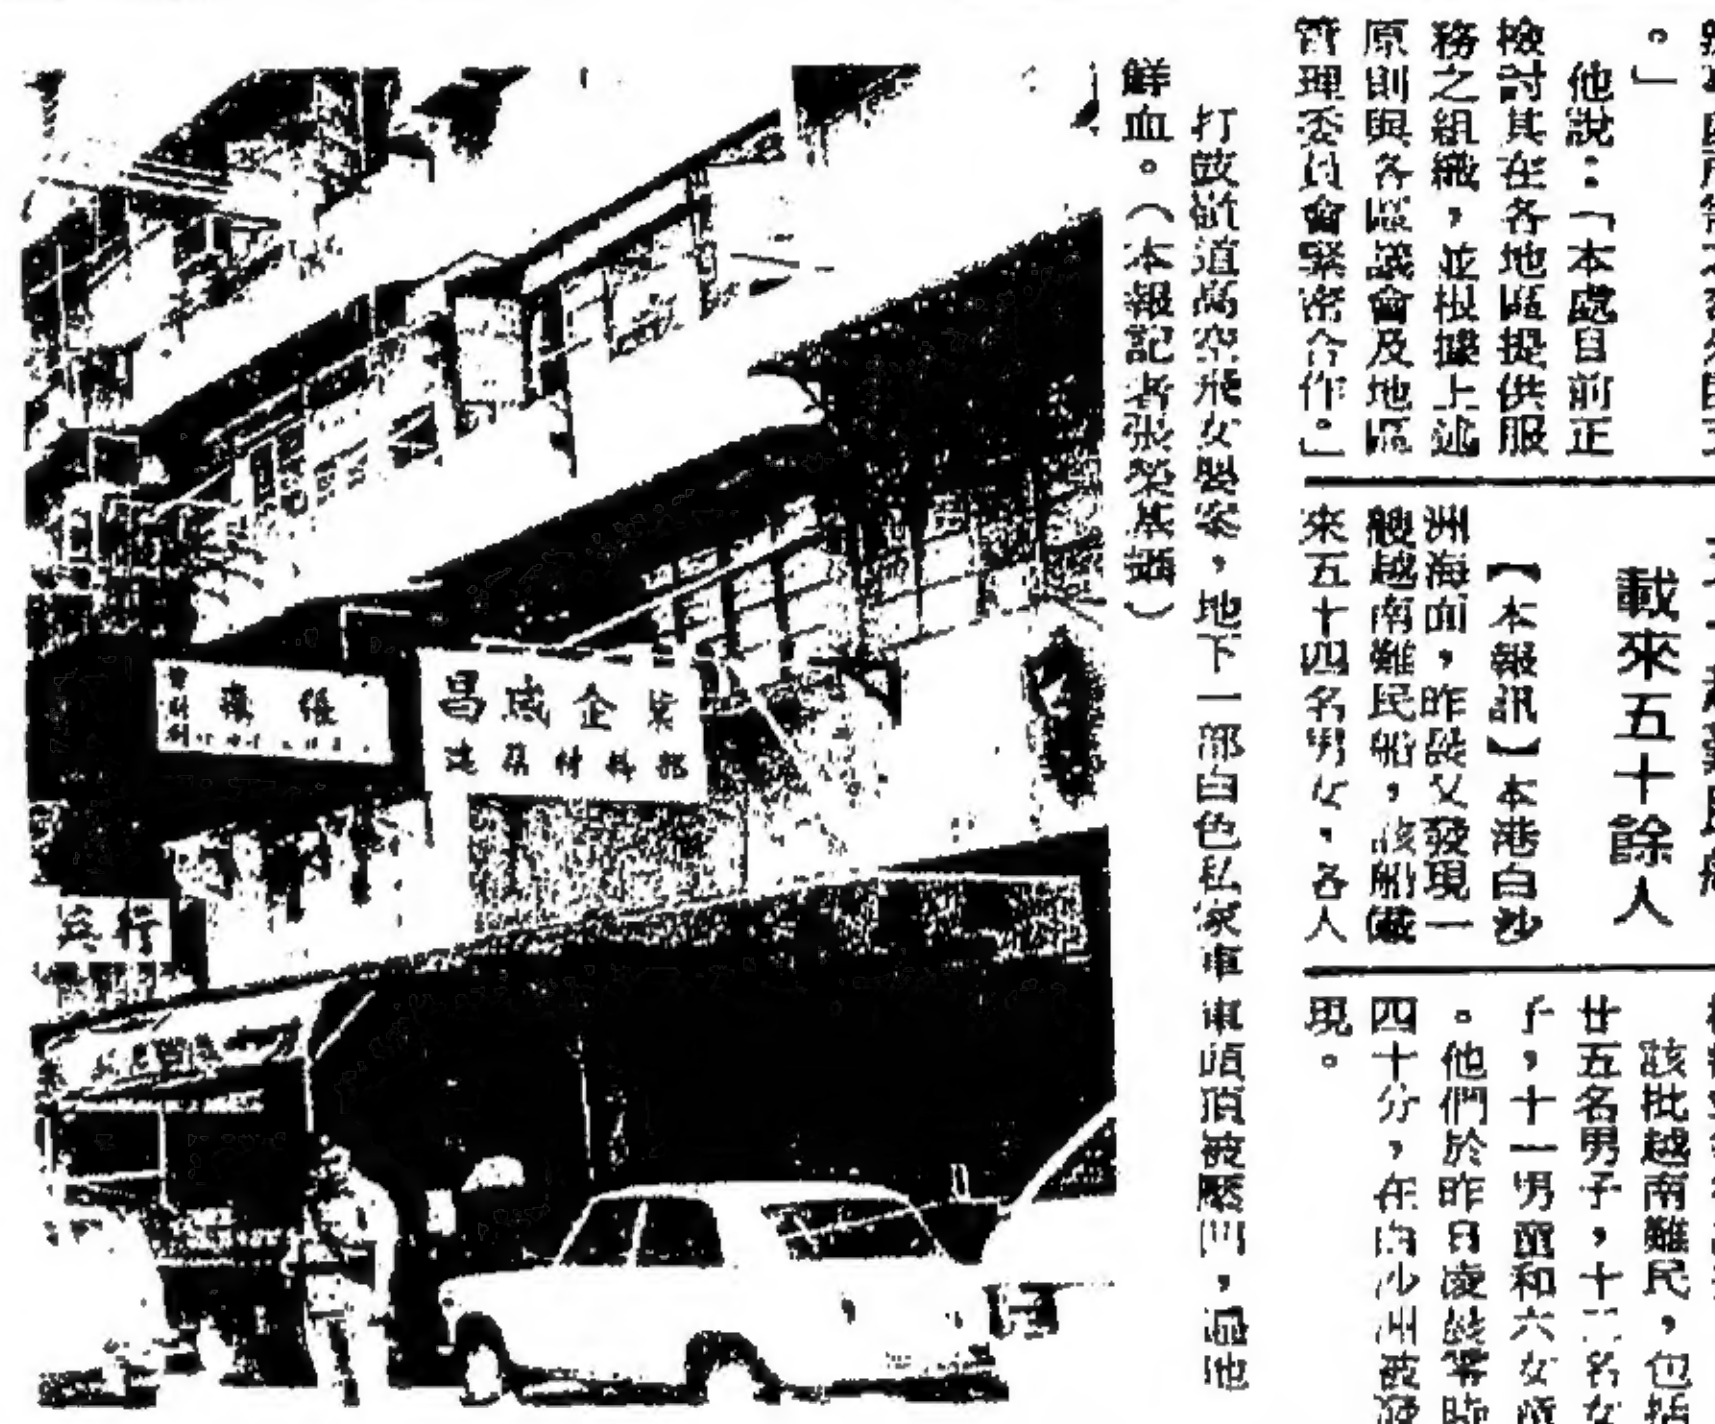 。」
他說：「本處目前正
檢討其在各地區提供服
務之組織，並根據上述
原則與各區議會及地區
管理委員會緊密合作。」
載來五十餘人
【本報訊】本港白沙
洲海面，昨晨又發現一
艘越南難民船，該船儎
來五十四名男女，各人
該批越南難民，包括
廿五名男子，十二名女
子，十一男童和六女童
。他們於昨日凌晨零時
四十分，在白沙洲被發
現。
打鼓嶺道高空飛女嬰案，地下一部白色私家車車頭頂被壓凹，遍地
鮮血。（本報記者張榮基攝）
昌威企業
建築材料部
行